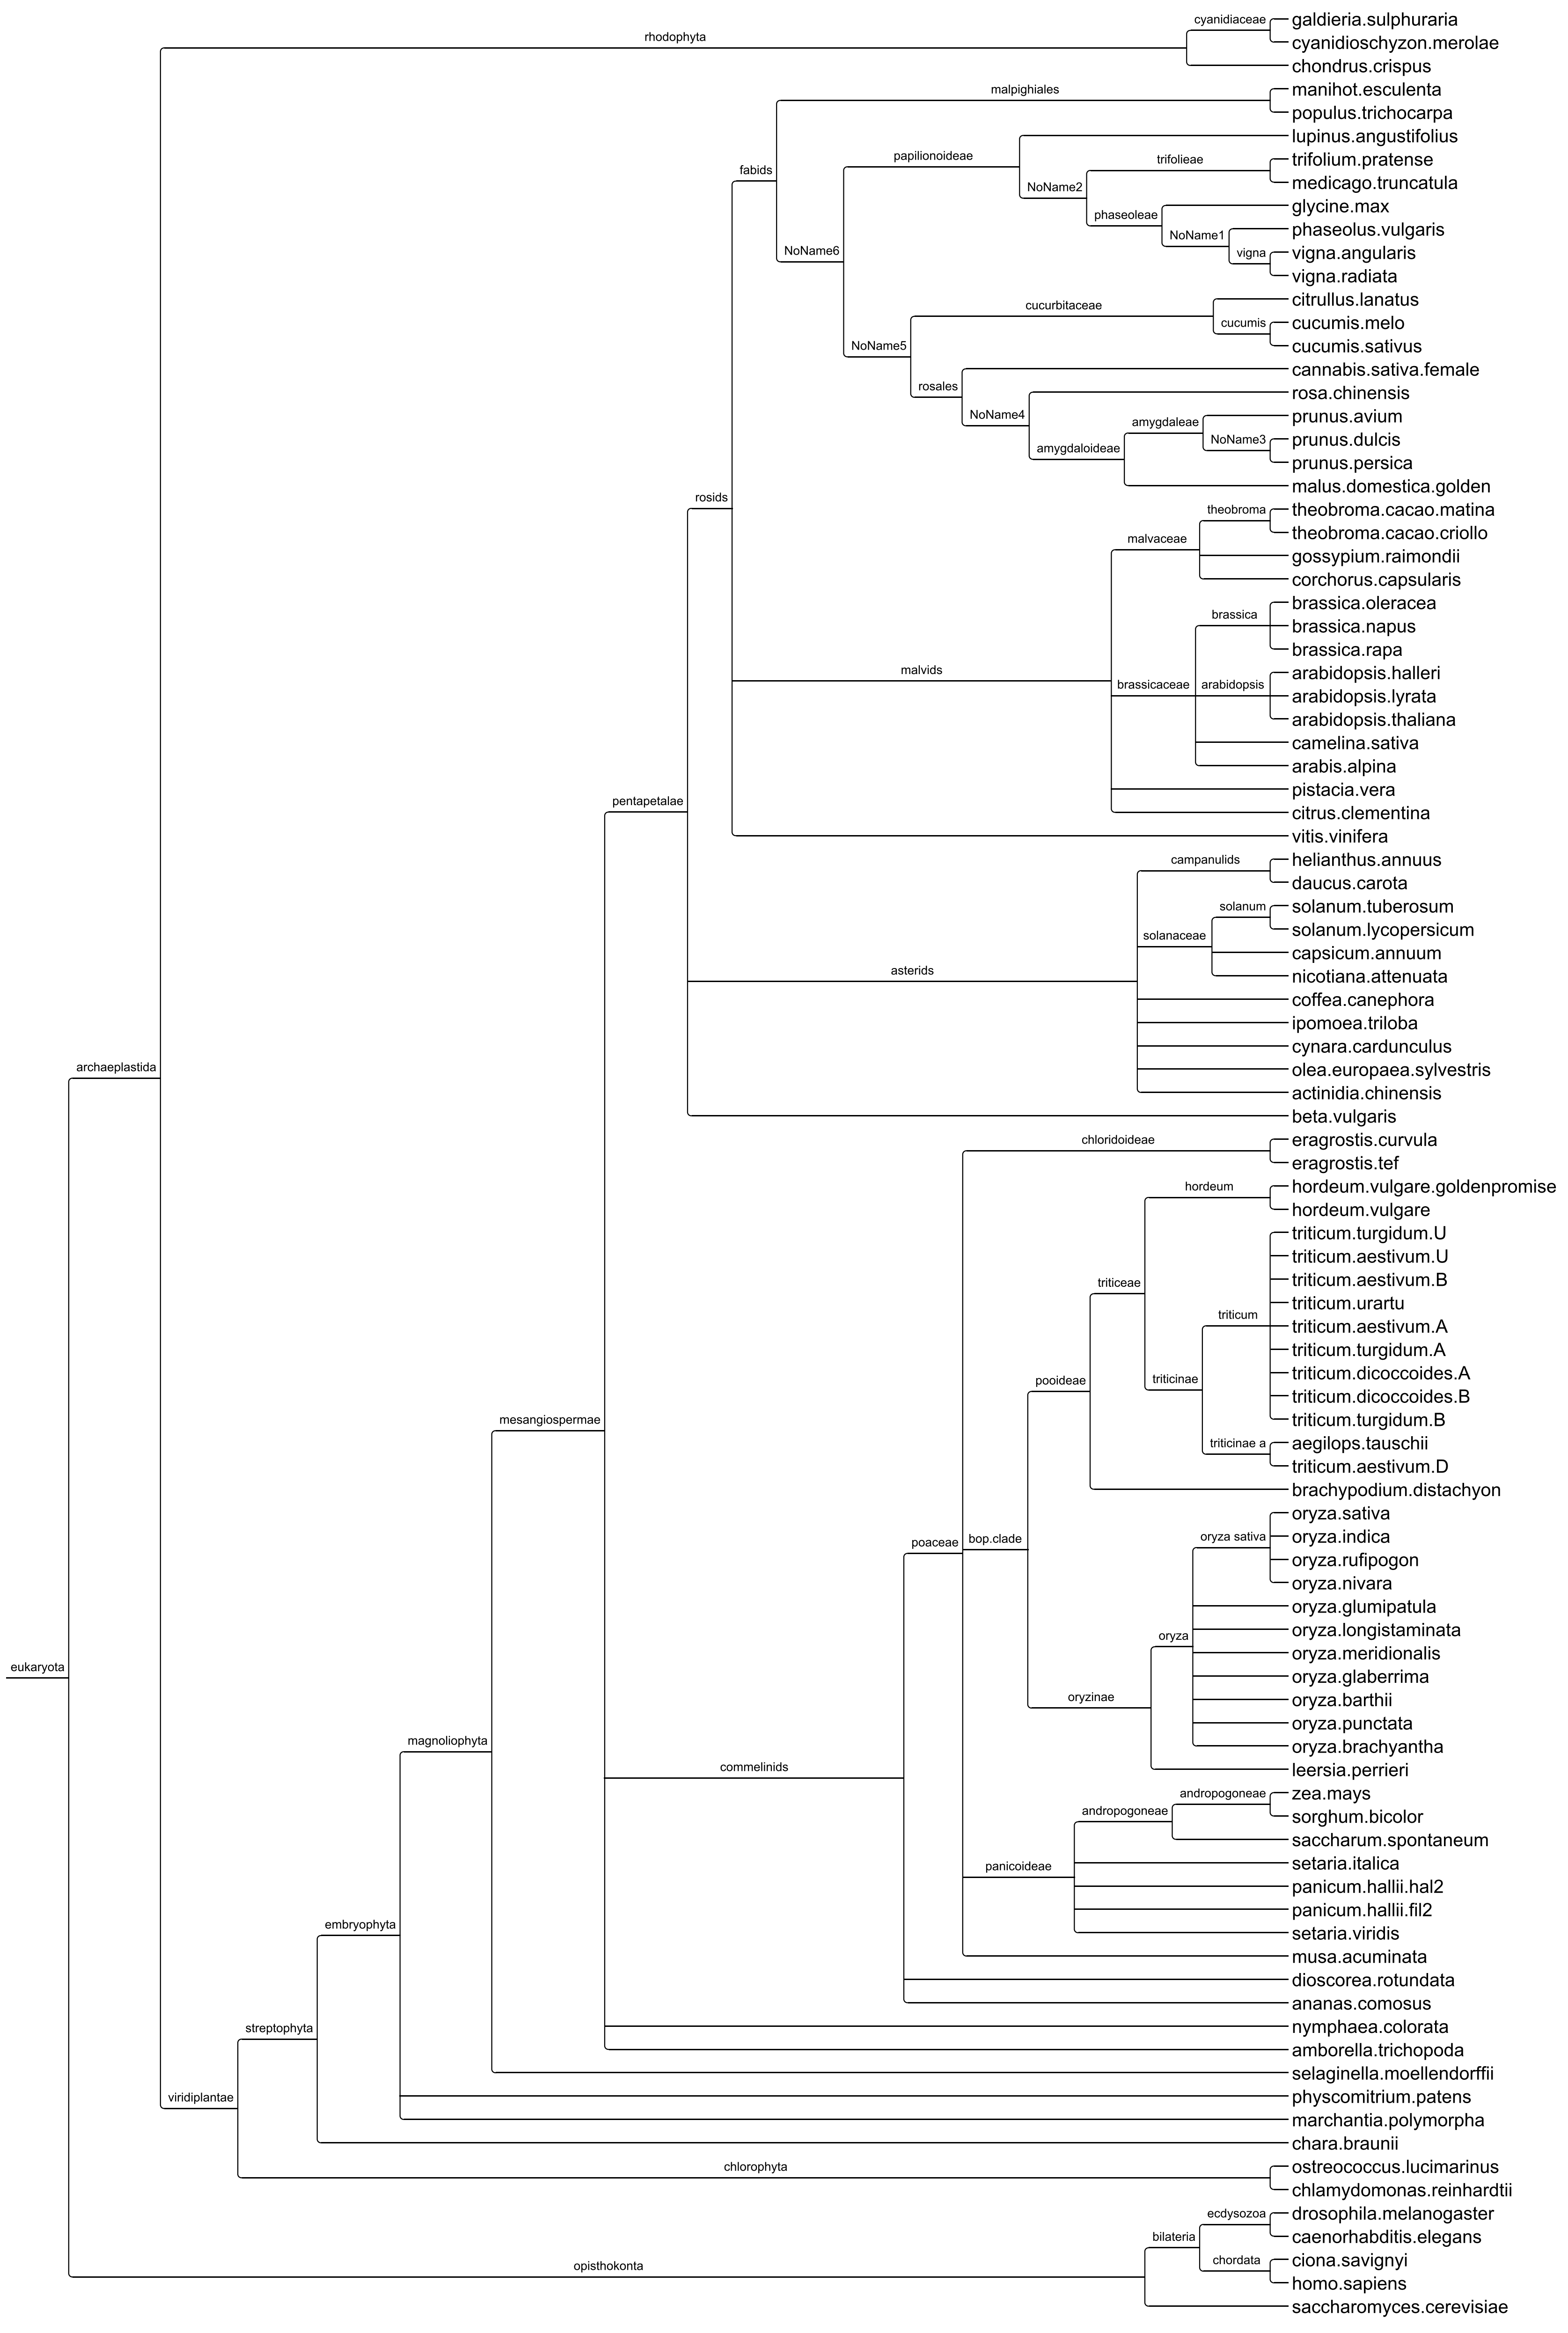 cyanidiaceae
galdieria.sulphuraria
rhodophyta
cyanidioschyzon.merolae
chondrus.crispus
malpighiales
manihot.esculenta
populus.trichocarpa
lupinus.angustifolius
papilionoideae
trifolieae
trifolium.pratense
fabids
NoName2
medicago.truncatula
phaseoleae
glycine.max
NoName1
phaseolus.vulgaris
NoName6
vigna
vigna.angularis
vigna.radiata
cucurbitaceae
citrullus.lanatus
cucumis
cucumis.melo
NoName5
cucumis.sativus
cannabis.sativa.female
rosales
rosa.chinensis
NoName4
amygdaleae
prunus.avium
NoName3
prunus.dulcis
amygdaloideae
prunus.persica
malus.domestica.golden
rosids
theobroma
theobroma.cacao.matina
malvaceae
theobroma.cacao.criollo
gossypium.raimondii
corchorus.capsularis
brassica.oleracea
brassica
brassica.napus
brassica.rapa
malvids
arabidopsis.halleri
brassicaceae
arabidopsis
arabidopsis.lyrata
arabidopsis.thaliana
camelina.sativa
arabis.alpina
pistacia.vera
pentapetalae
citrus.clementina
vitis.vinifera
campanulids
helianthus.annuus
daucus.carota
solanum
solanum.tuberosum
solanaceae
solanum.lycopersicum
capsicum.annuum
asterids
nicotiana.attenuata
coffea.canephora
ipomoea.triloba
cynara.cardunculus
archaeplastida
olea.europaea.sylvestris
actinidia.chinensis
beta.vulgaris
chloridoideae
eragrostis.curvula
eragrostis.tef
hordeum
hordeum.vulgare.goldenpromise
hordeum.vulgare
triticum.turgidum.U
triticum.aestivum.U
triticeae
triticum.aestivum.B
triticum.urartu
triticum
triticum.aestivum.A
triticum.turgidum.A
pooideae
triticinae
triticum.dicoccoides.A
triticum.dicoccoides.B
mesangiospermae
triticum.turgidum.B
triticinae a
aegilops.tauschii
triticum.aestivum.D
brachypodium.distachyon
oryza.sativa
poaceae
bop.clade
oryza sativa
oryza.indica
oryza.rufipogon
oryza.nivara
oryza.glumipatula
oryza
oryza.longistaminata
oryza.meridionalis
eukaryota
oryza.glaberrima
oryzinae
oryza.barthii
oryza.punctata
magnoliophyta
oryza.brachyantha
commelinids
leersia.perrieri
andropogoneae
zea.mays
andropogoneae
sorghum.bicolor
saccharum.spontaneum
panicoideae
setaria.italica
panicum.hallii.hal2
embryophyta
panicum.hallii.fil2
setaria.viridis
musa.acuminata
dioscorea.rotundata
ananas.comosus
streptophyta
nymphaea.colorata
amborella.trichopoda
selaginella.moellendorffii
viridiplantae
physcomitrium.patens
marchantia.polymorpha
chara.braunii
chlorophyta
ostreococcus.lucimarinus
chlamydomonas.reinhardtii
ecdysozoa
drosophila.melanogaster
bilateria
caenorhabditis.elegans
opisthokonta
chordata
ciona.savignyi
homo.sapiens
saccharomyces.cerevisiae